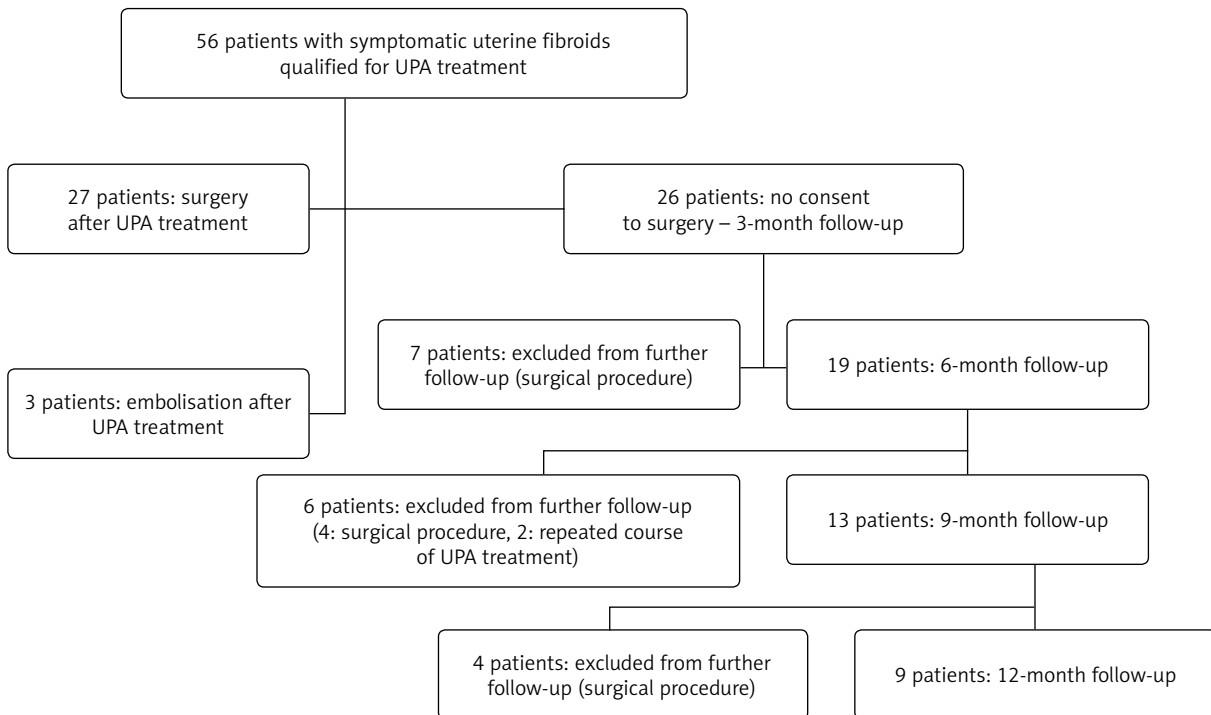 56 patients with symptomatic uterine fibroids
qualified for UPA treatment
27 patients: surgery
after UPA treatment
26 patients: no consent
to surgery – 3-month follow-up
7 patients: excluded from further
follow-up (surgical procedure)
19 patients: 6-month follow-up
3 patients: embolisation after
UPA treatment
6 patients: excluded from further follow-up
(4: surgical procedure, 2: repeated course
of UPA treatment)
13 patients: 9-month follow-up
4 patients: excluded from further
follow-up (surgical procedure)
9 patients: 12-month follow-up